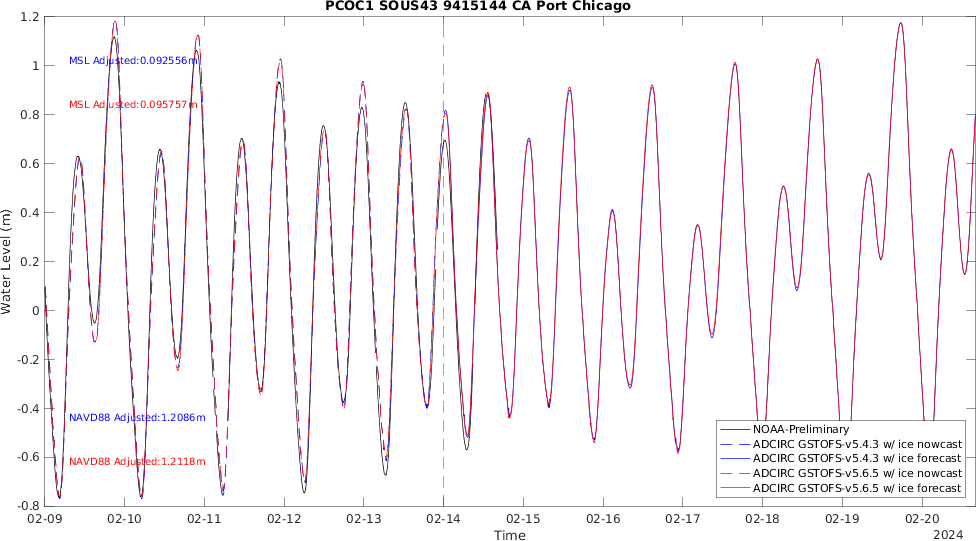 PCOC1 SOUS43 9415144 CA Port Chicago
1.2
1
0.8
0.6
0.4
0.2
0
-0.2
-0.4
-0.6
-0.8
Water Level (m)
MSL Adjusted:0.092556m
MSL Adjusted:0.095757m
NAVD88 Adjusted:1.2086m
NAVD88 Adjusted:1.2118m
NOAA-Preliminary
ADCIRC GSTOFS-v5.4.3 w/ ice nowcast
ADCIRC GSTOFS-v5.4.3 w/ ice forecast
ADCIRC GSTOFS-v5.6.5 w/ ice nowcast
ADCIRC GSTOFS-v5.6.5 w/ ice forecast
02-09 02-10 02-11 02-12 02-13 02-14 02-15 02-16 02-17 02-18 02-19 02-20
Time
2024